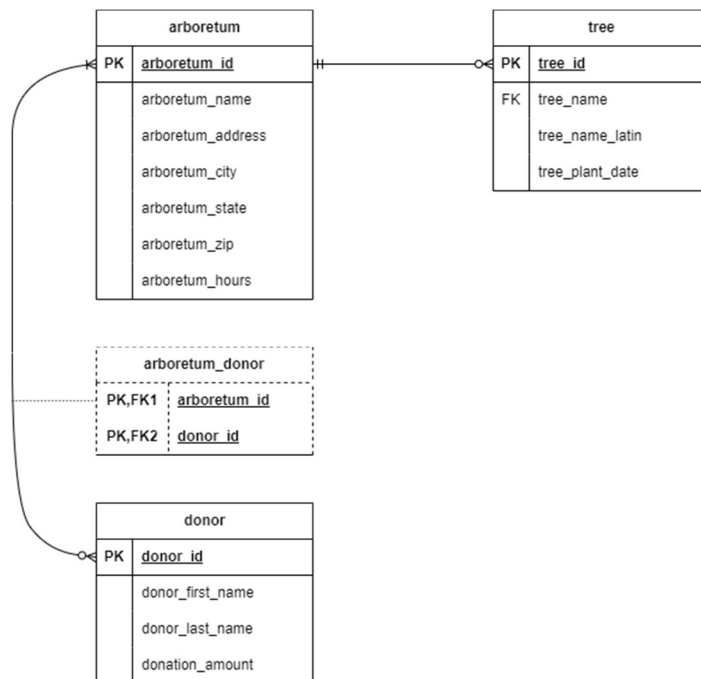 arboretum
PK arboretum_id
arboretum_name
arboretum_address
arboretum_city
arboretum_state
arboretum_zip
arboretum_hours
tree
PK tree_id
FK tree_name
tree_name_latin
tree_plant_date
arboretum_donor
PK,FK1 arboretum_id
PK,FK2 donor_id
donor
PK donor_id
donor_first_name
donor_last_name
donation_amount